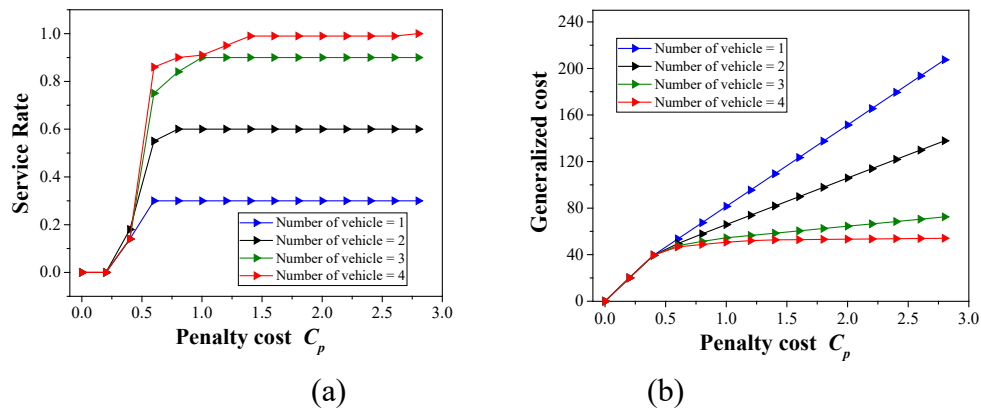 Service Rate
1.0
0.8
0.6
0.4
0.2
0.0
Number of vehicle = 1
Number of vehicle = 2
Number of vehicle = 3
Number of vehicle = 4
0.0 0.5 1.0 1.5 2.0 2.5 3.0
Penalty cost C_p
(a)
Generalized cost
240
200
160
120
80
40
0
Number of vehicle = 1
Number of vehicle = 2
Number of vehicle = 3
Number of vehicle = 4
0.0 0.5 1.0 1.5 2.0 2.5 3.0
Penalty cost C_p
(b)